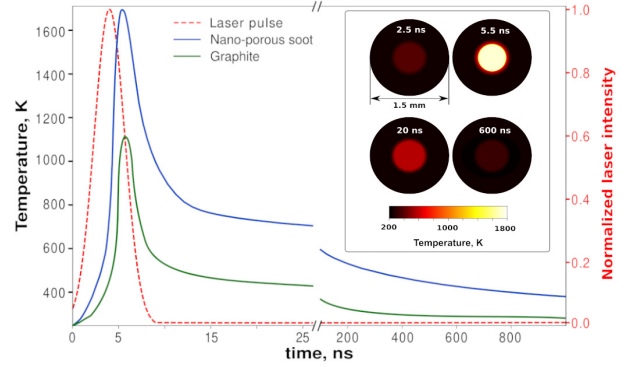 Laser pulse
Nano-porous soot
Graphite
Temperature, K
1600
1400
1200
1000
800
600
400
0
5
15
25
200
400
600
800
time, ns
Normalized laser intensity
1.0
0.8
0.6
0.4
0.2
0.0
2.5 ns
5.5 ns
1.5 mm
20 ns
600 ns
200
1000
1800
Temperature, K